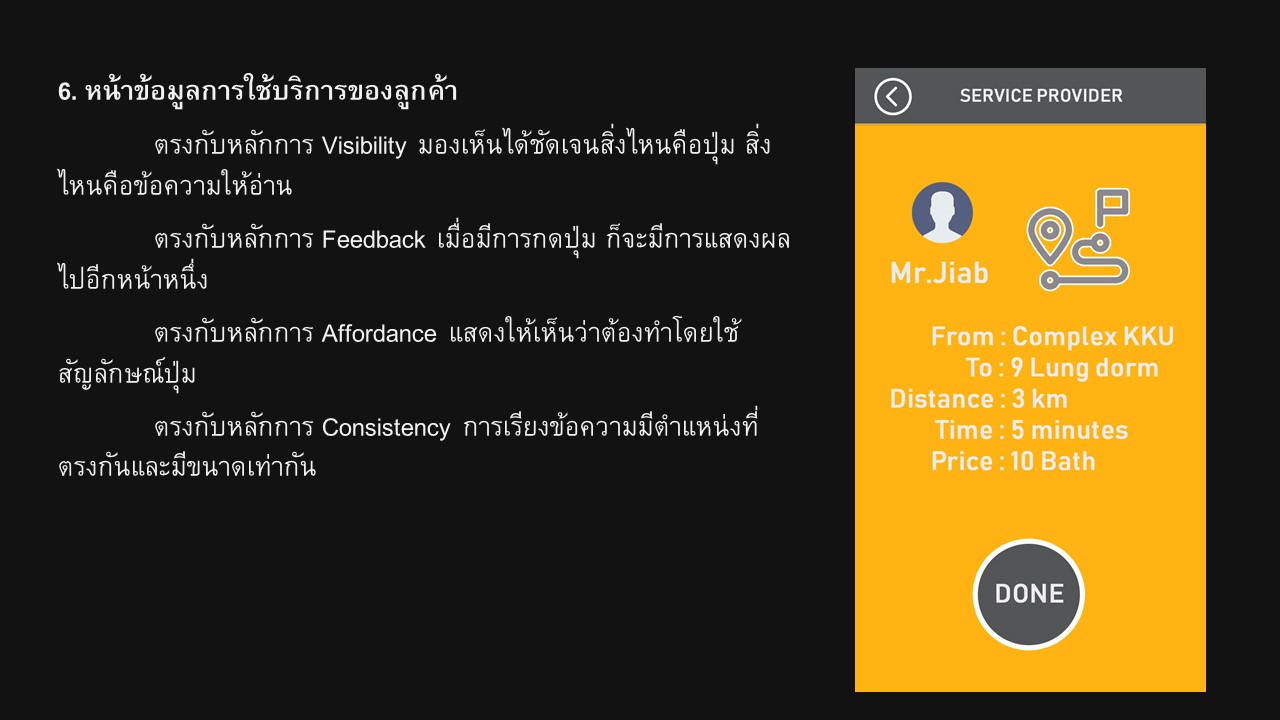 6. หน้าข้อมูลการใช้บริการของลูกค้า
ตรงกับหลักการ Visibility มองเห็นได้ชัดเจนสิ่งไหนคือปุ่ม สิ่ง
ไหนคือข้อความให้อ่าน
ตรงกับหลักการ Feedback เมื่อมีการกดปุ่ม ก็จะมีการแสดงผล
ไปอีกหน้าหนึ่ง
ตรงกับหลักการ Affordance แสดงให้เห็นว่าต้องทำโดยใช้
สัญลักษณ์ปุ่ม
ตรงกับหลักการ Consistency การเรียงข้อความมีตำแหน่งที่
ตรงกันและมีขนาดเท่ากัน
SERVICE PROVIDER
Mr.Jiab
From : Complex KKU
To : 9 Lung dorm
Distance : 3 km
Time : 5 minutes
Price : 10 Bath
DONE